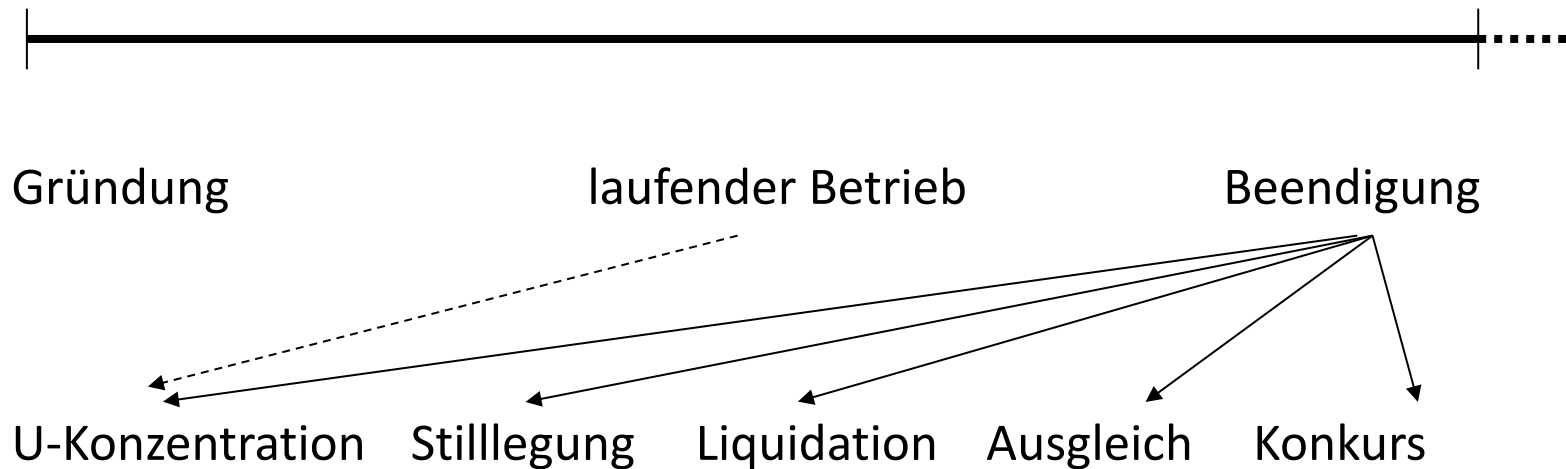 Gründung laufender Betrieb Beendigung
U-Konzentration Stilllegung Liquidation Ausgleich Konkurs